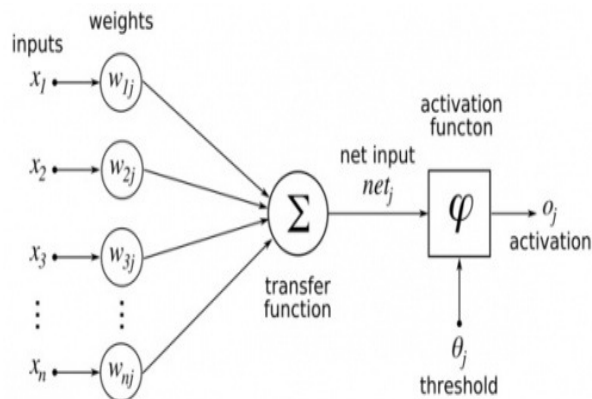 inputs
weights
x1
w1j
x2
w2j
x3
w3j
⋮
⋮
xn
wnj
Σ
transfer
function
net input
netj
activation
functon
φ
oj
activation
θj
threshold